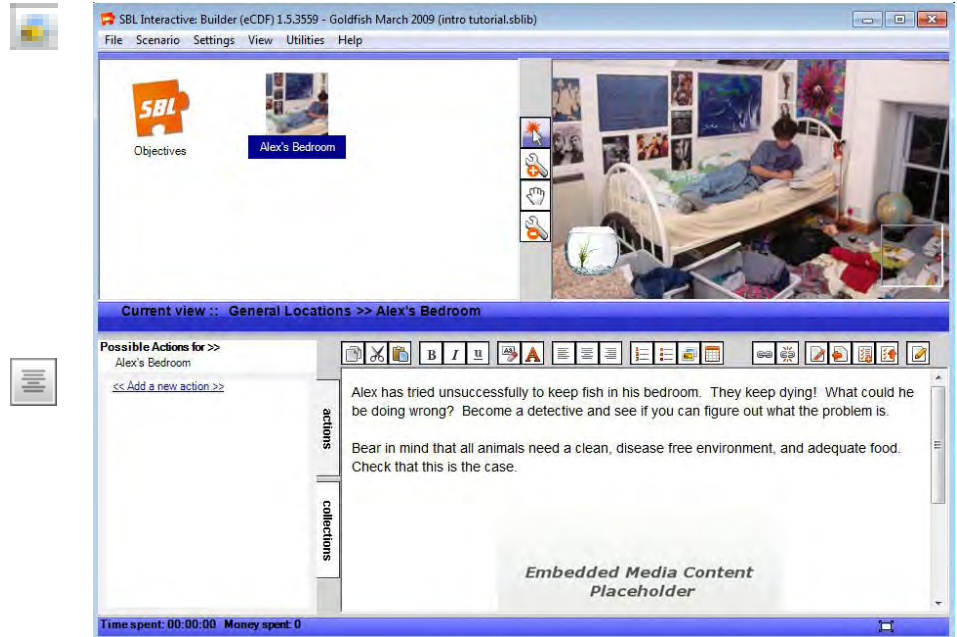 SBL Interactive: Builder (eCDF) 1.5.3559 - Goldfish March 2009 (intro tutorial.sblib)
File Scenario Settings View Utilities Help
SBL
Objectives
Alex's Bedroom
Current view :: General Locations >> Alex's Bedroom
Possible Actions for >>
Alex's Bedroom
<< Add a new action >>
actions
collections
B I u
Alex has tried unsuccessfully to keep fish in his bedroom. They keep dying! What could he
be doing wrong? Become a detective and see if you can figure out what the problem is.
Bear in mind that all animals need a clean, disease free environment, and adequate food.
Check that this is the case.
Embedded Media Content
Placeholder
Time spent: 00:00:00 Money spent: 0